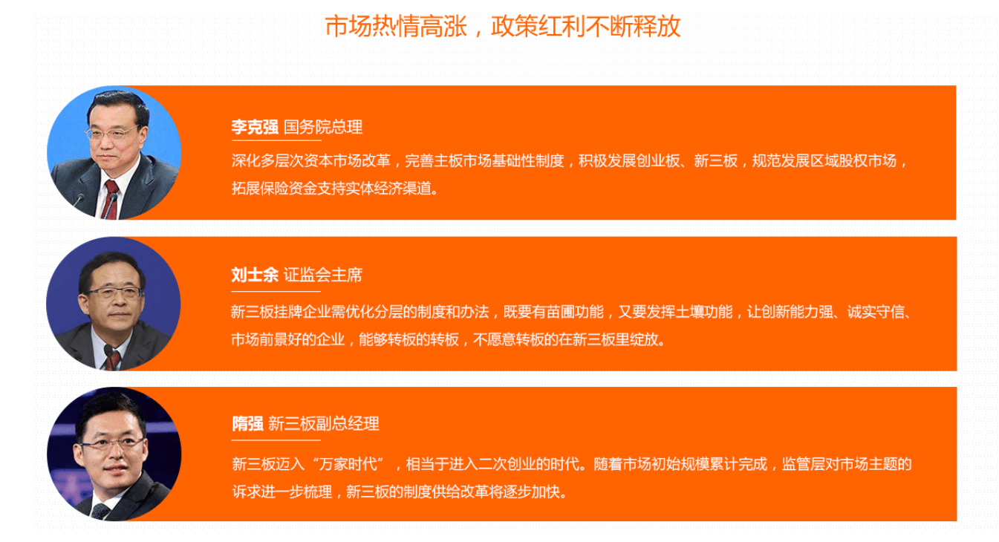 市场热情高涨，政策红利不断释放
李克强 国务院总理
深化多层次资本市场改革，完善主板市场基础性制度，积极发展创业板、新三板，规范发展区域股权市场，
拓展保险资金支持实体经济渠道。
刘士余 证监会主席
新三板挂牌企业需优化分层的制度和办法，既要有苗圃功能，又要发挥土壤功能，让创新能力强、诚实守信、
市场前景好的企业，能够转板的转板，不愿意转板的在新三板里绽放。
隋强 新三板副总经理
新三板迈入“万家时代”，相当于进入二次创业的时代。随着市场初始规模累计完成，监管层对市场主题的
诉求进一步梳理，新三板的制度供给改革将逐步加快。